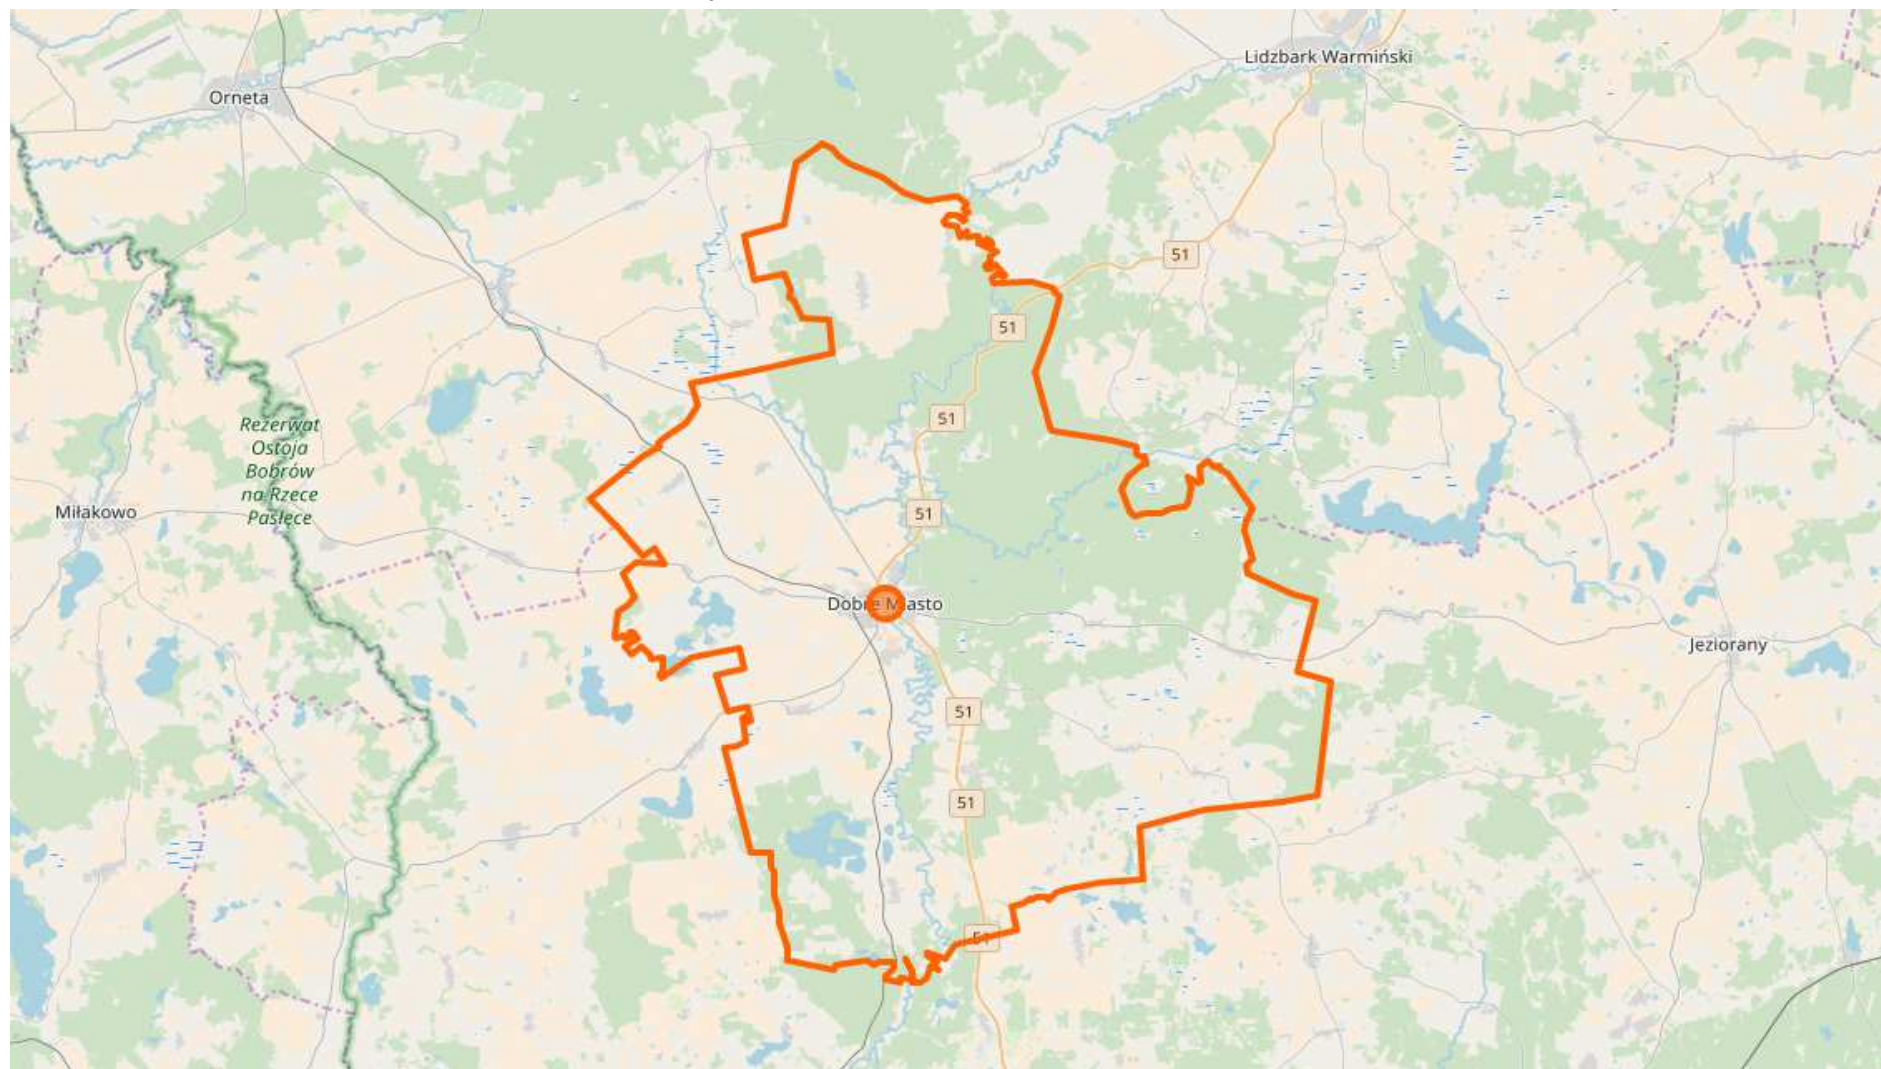 Lidzbark Warmiński
Orneta
51
51
51
Rezerwat
Ostoja
Bobrów
na Rzece
Pasłęce
Miłakowo
51
Dobre Miasto
Jeziorany
51
51
51